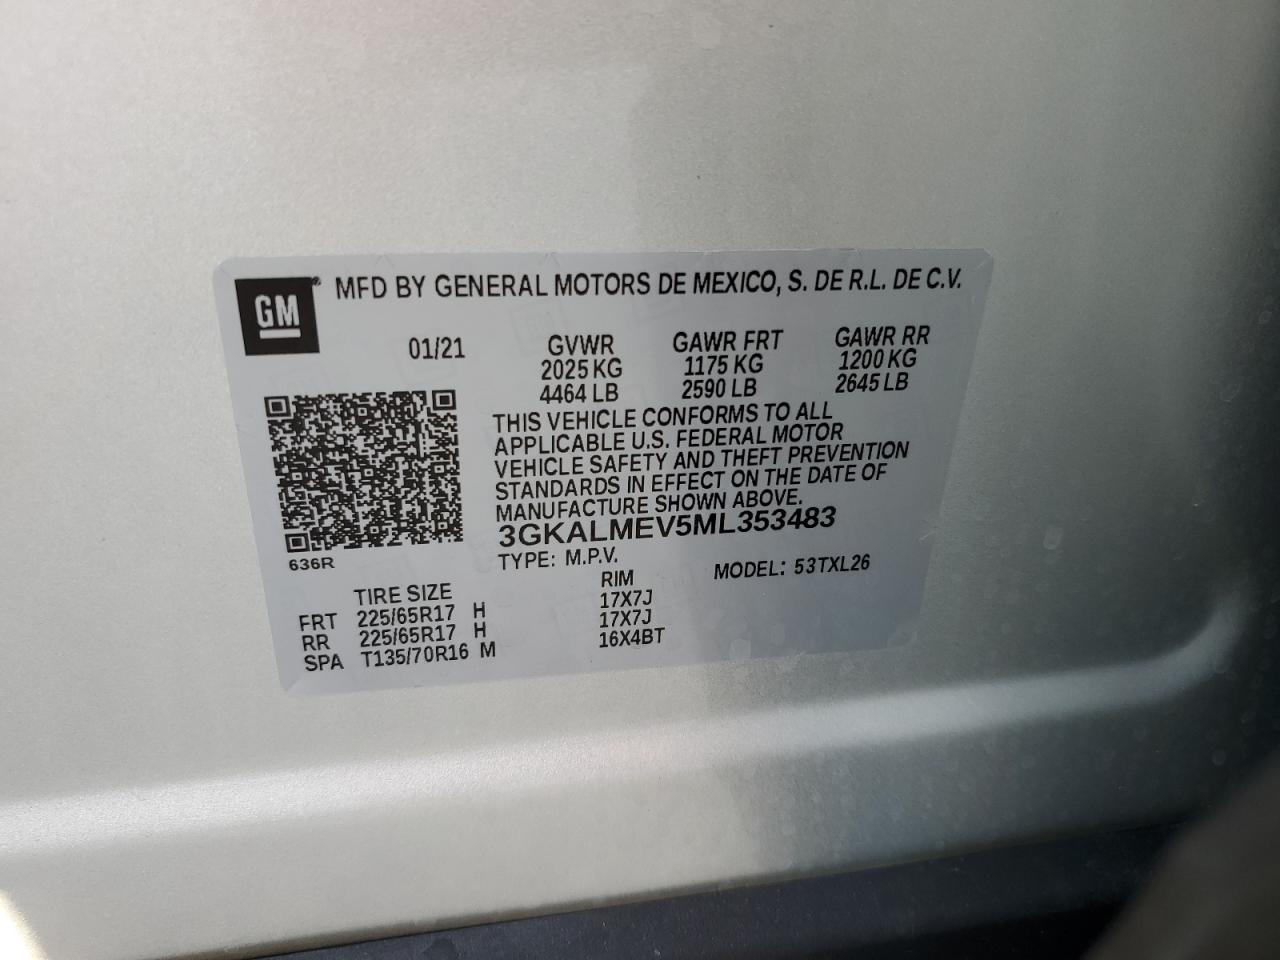 GM
MFD BY GENERAL MOTORS DE MEXICO, S. DE R.L. DE C.V.
01/21 GVWR GAWR FRT GAWR RR
2025 KG 1175 KG 1200 KG
4464 LB 2590 LB 2645 LB
THIS VEHICLE CONFORMS TO ALL
APPLICABLE U.S. FEDERAL MOTOR
VEHICLE SAFETY AND THEFT PREVENTION
STANDARDS IN EFFECT ON THE DATE OF
MANUFACTURE SHOWN ABOVE.
3GKALMEV5ML353483
636R
TYPE: M.P.V. MODEL: 53TXL26
TIRE SIZE RIM
FRT 225/65R17 H 17X7J
RR 225/65R17 H 17X7J
SPA T135/70R16 M 16X4BT